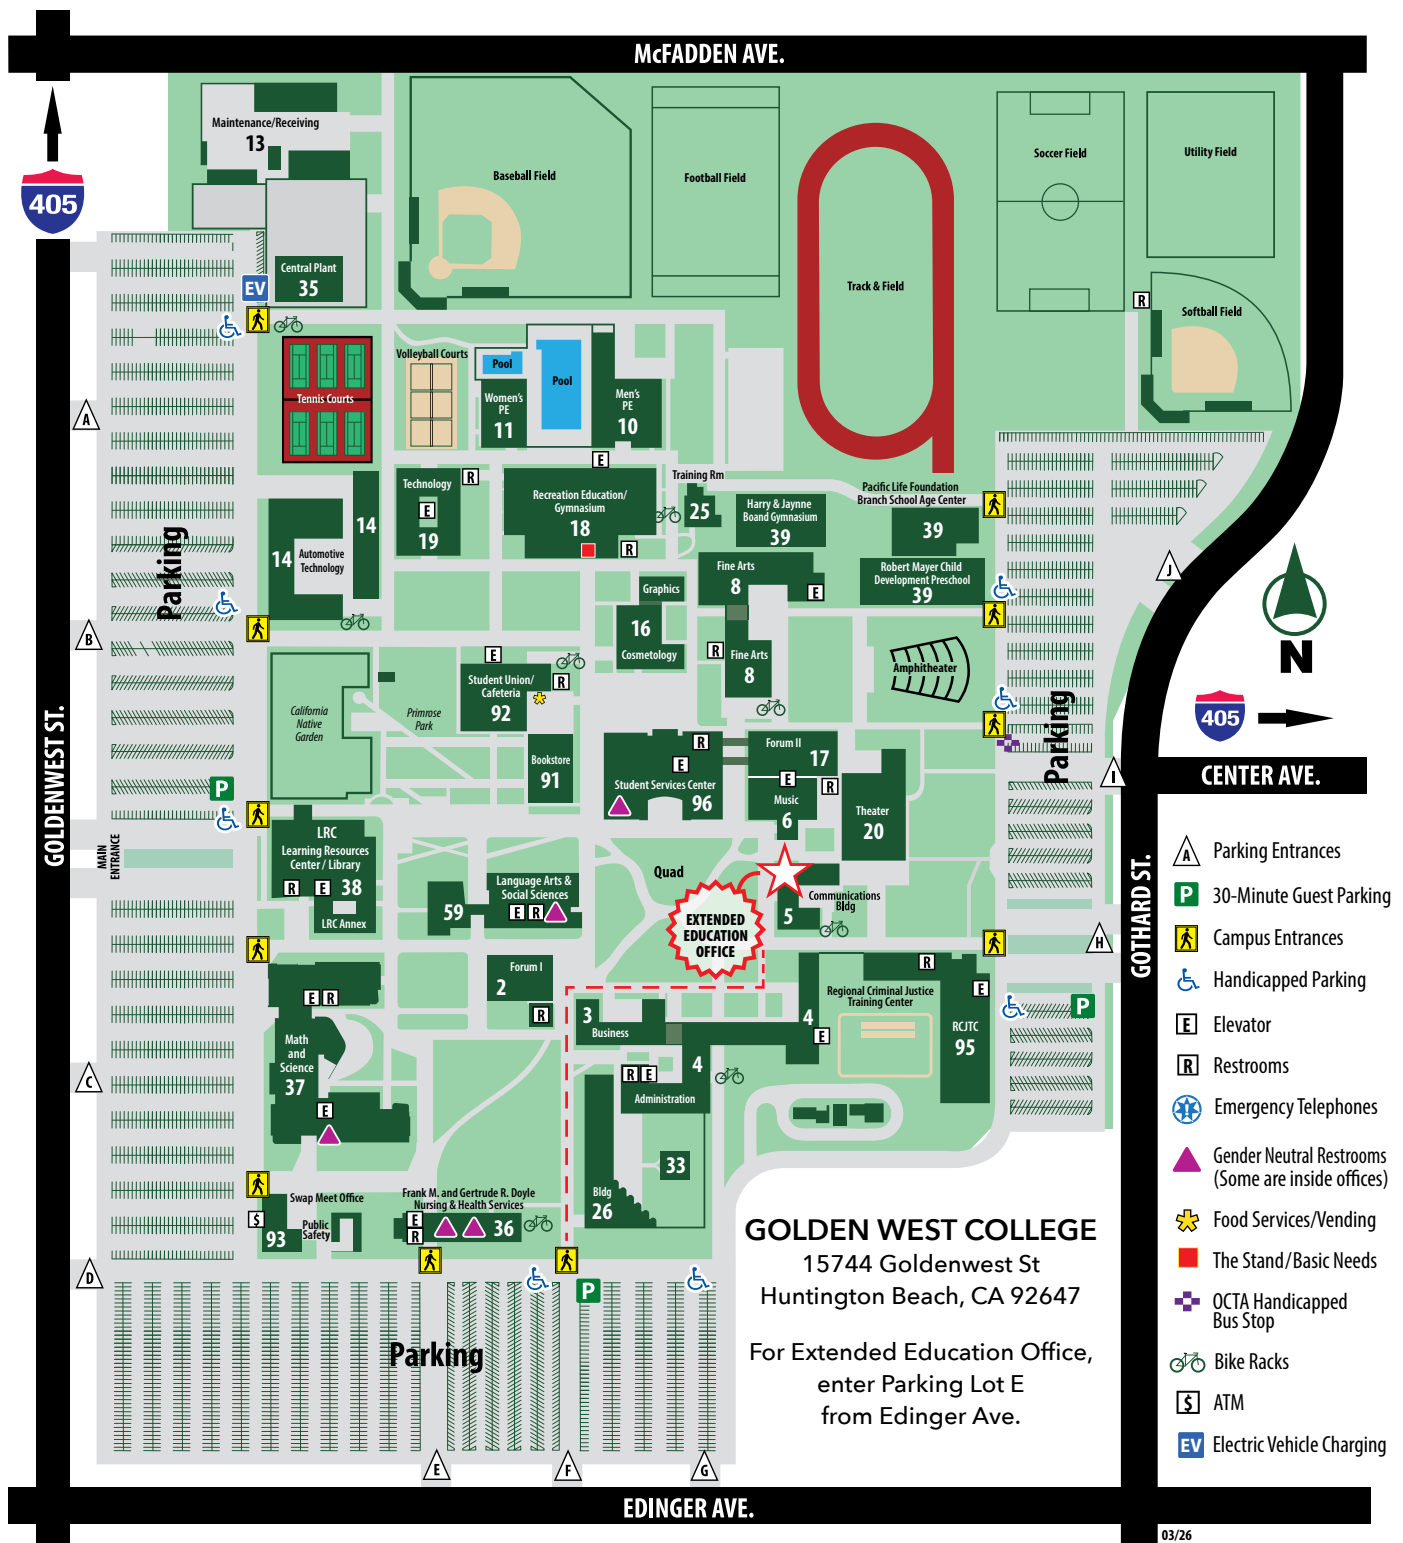 McFADDEN AVE.
405
Maintenance/Receiving
13
Baseball Field
Football Field
Soccer Field
Utility Field
Track & Field
Central Plant
35
EV
R
Softball Field
Volleyball Courts
Pool
Pool
Tennis Courts
Women's
PE
11
Men's
PE
10
A
E
Training Rm
R
Technology
E
19
Recreation Education/
Gymnasium
18
R
25
Harry & Jaynne
Board Gymnasium
39
Pacific Life Foundation
Branch School Age Center
39
14
14
Automotive
Technology
Parking
J
Fine Arts
8
E
Robert Mayer Child
Development Preschool
39
Graphics
16
Cosmetology
R
Fine Arts
8
Amphitheater
B
N
E
R
Student Union/
Cafeteria
92
California
Native
Garden
Primrose
Park
405
Parking
GOLDENWEST ST.
Bookstore
91
R
E
Student Services Center
96
Forum II
17
E
R
Music
6
Theater
20
I
CENTER AVE.
P
MAIN
ENTRANCE
LRC
Learning Resources
Center / Library
R
E
38
LRC Annex
59
Language Arts &
Social Sciences
E
R
Quad
EXTENDED
EDUCATION
OFFICE
Communications
Bldg
5
H
GOTHARD ST.
A
Parking Entrances
P
30-Minute Guest Parking
Campus Entrances
Handicapped Parking
E
Elevator
R
Restrooms
Emergency Telephones
Gender Neutral Restrooms
(Some are inside offices)
Food Services/Vending
The Stand/Basic Needs
OCTA Handicapped
Bus Stop
Bike Racks
$
ATM
EV
Electric Vehicle Charging
Forum I
2
R
E
R
Math
and
Science
37
E
C
3
Business
4
E
4
R
E
Administration
Regional Criminal Justice
Training Center
R
E
RCJTC
95
P
33
Bldg
26
Swap Meet Office
$
93
Public
Safety
Frank M. and Gertrude R. Doyle
Nursing & Health Services
E
R
36
D
P
GOLDEN WEST COLLEGE
15744 Goldenwest St
Huntington Beach, CA 92647
For Extended Education Office,
enter Parking Lot E
from Edinger Ave.
Parking
E
F
G
EDINGER AVE.
03/26